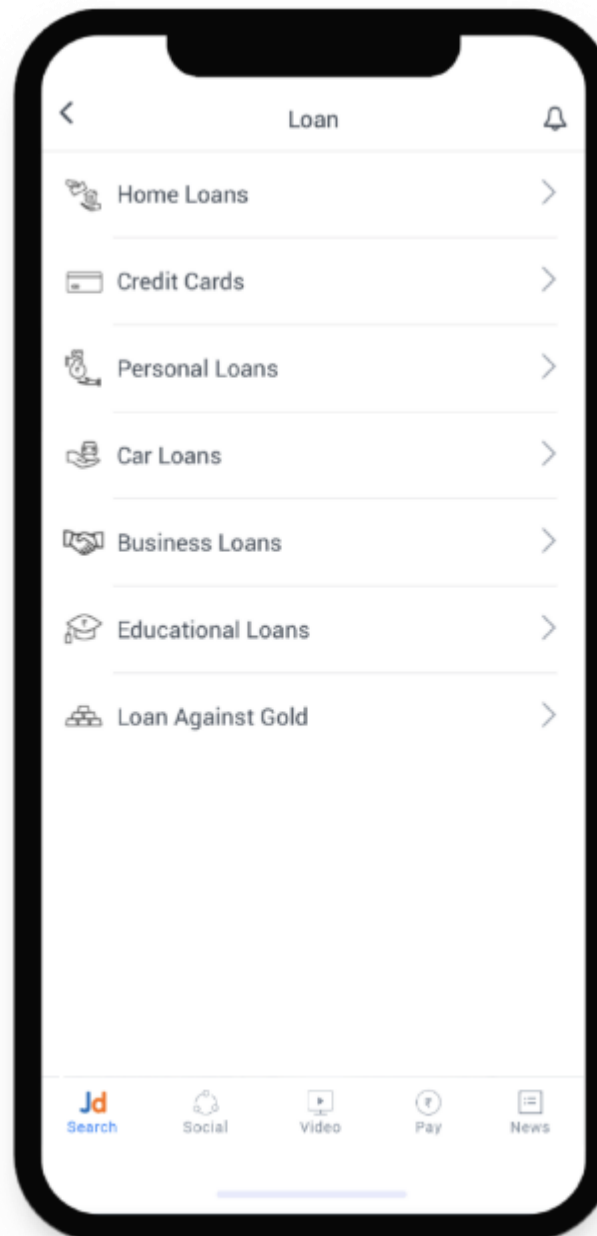 Loan
Home Loans
Credit Cards
Personal Loans
Car Loans
Business Loans
Educational Loans
Loan Against Gold
Jd
Search Social Video Pay News